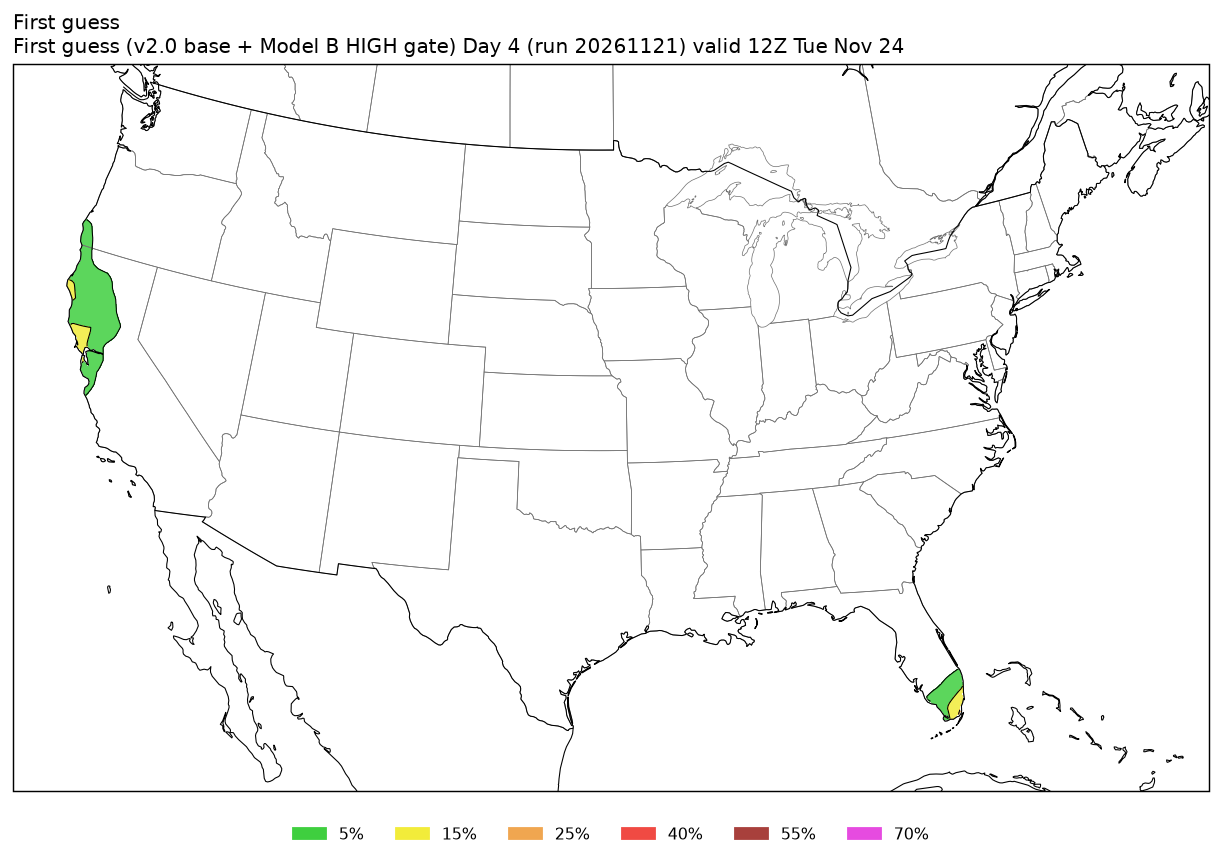 First guess
First guess (v2.0 base + Model B HIGH gate) Day 4 (run 20261121) valid 12Z Tue Nov 24
5% 15% 25% 40% 55% 70%